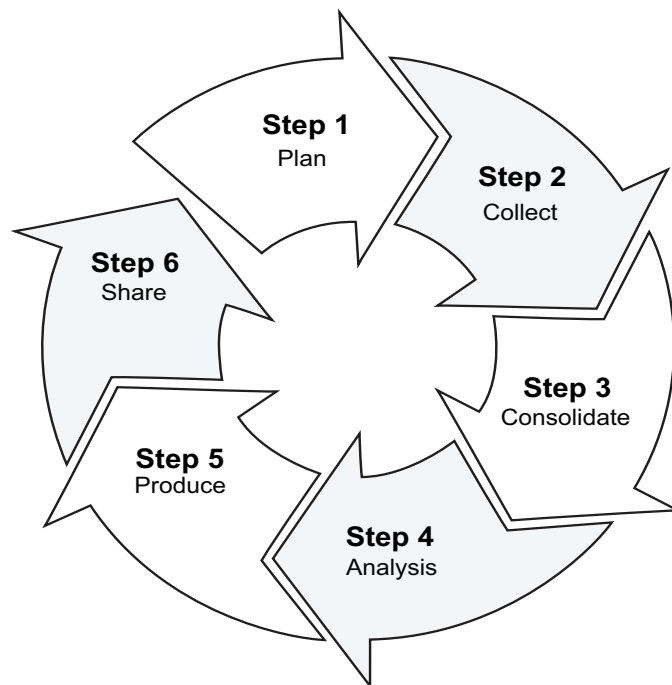 Step 1
Plan
Step 2
Collect
Step 3
Consolidate
Step 4
Analysis
Step 5
Produce
Step 6
Share